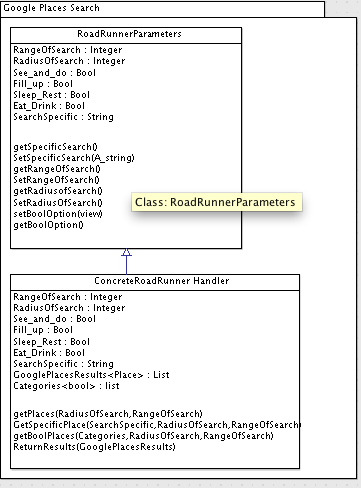 Google Places Search
RoadRunnerParameters
RangeOfSearch : Integer
RadiusOfSearch : Integer
See_and_do : Bool
Fill_up : Bool
Sleep_Rest : Bool
Eat_Drink : Bool
SearchSpecific : String
getSpecificSearch()
SetSpecificSearch(A_string)
getRangeOfSearch()
SetRangeOfSearch()
getRadiusofSearch()
SetRadiusOfSearch()
setBoolOption(view)
getBoolOption()
Class: RoadRunnerParameters
ConcreteRoadRunner Handler
RangeOfSearch : Integer
RadiusOfSearch : Integer
See_and_do : Bool
Fill_up : Bool
Sleep_Rest : Bool
Eat_Drink : Bool
SearchSpecific : String
GooglePlacesResults<Place> : List
Categories<bool> : list
getPlaces(RadiusOfSearch,RangeOfSearch)
GetSpecificPlace(SearchSpecific,RadiusOfSearch,RangeOfSearch)
getBoolPlaces(Categories,RadiusOfSearch,RangeOfSearch)
ReturnResults(GooglePlacesResults)